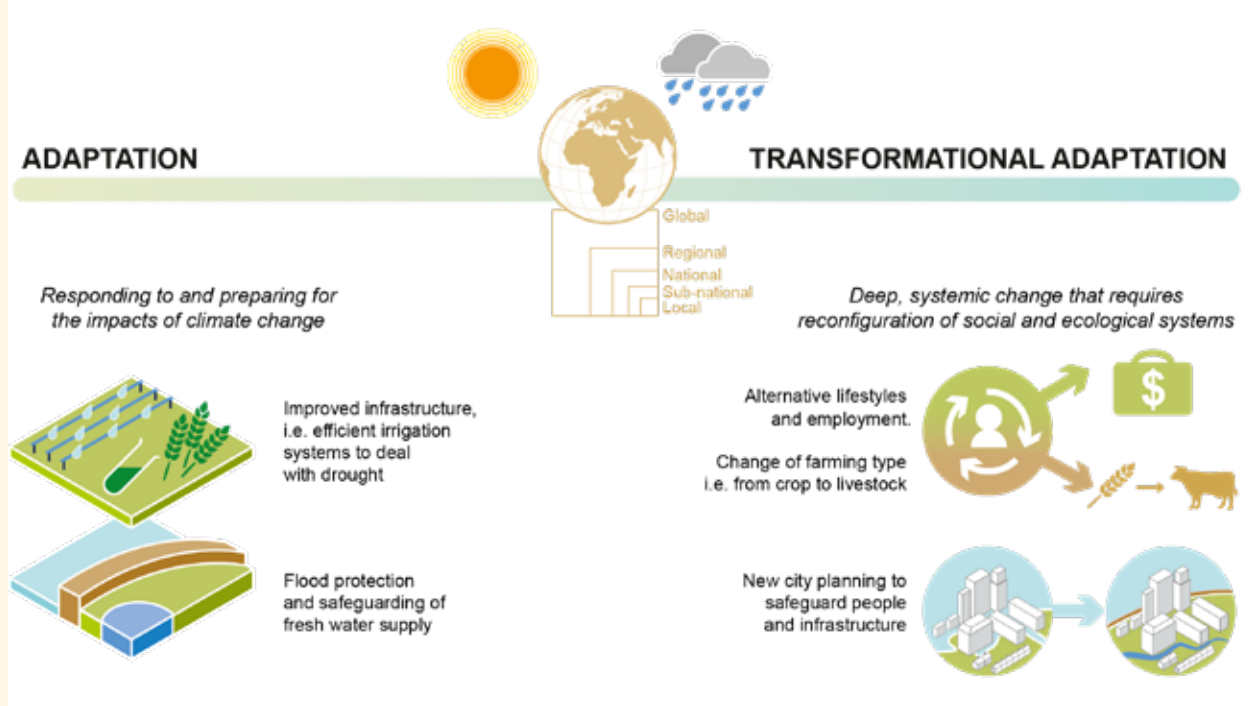 ADAPTATION
TRANSFORMATIONAL ADAPTATION
Global
Regional
National
Sub-national
Local
Responding to and preparing for
the impacts of climate change
Improved infrastructure,
i.e. efficient irrigation
systems to deal
with drought
Flood protection
and safeguarding of
fresh water supply
Deep, systemic change that requires
reconfiguration of social and ecological systems
Alternative lifestyles
and employment.
$
Change of farming type
i.e. from crop to livestock
New city planning to
safeguard people
and infrastructure